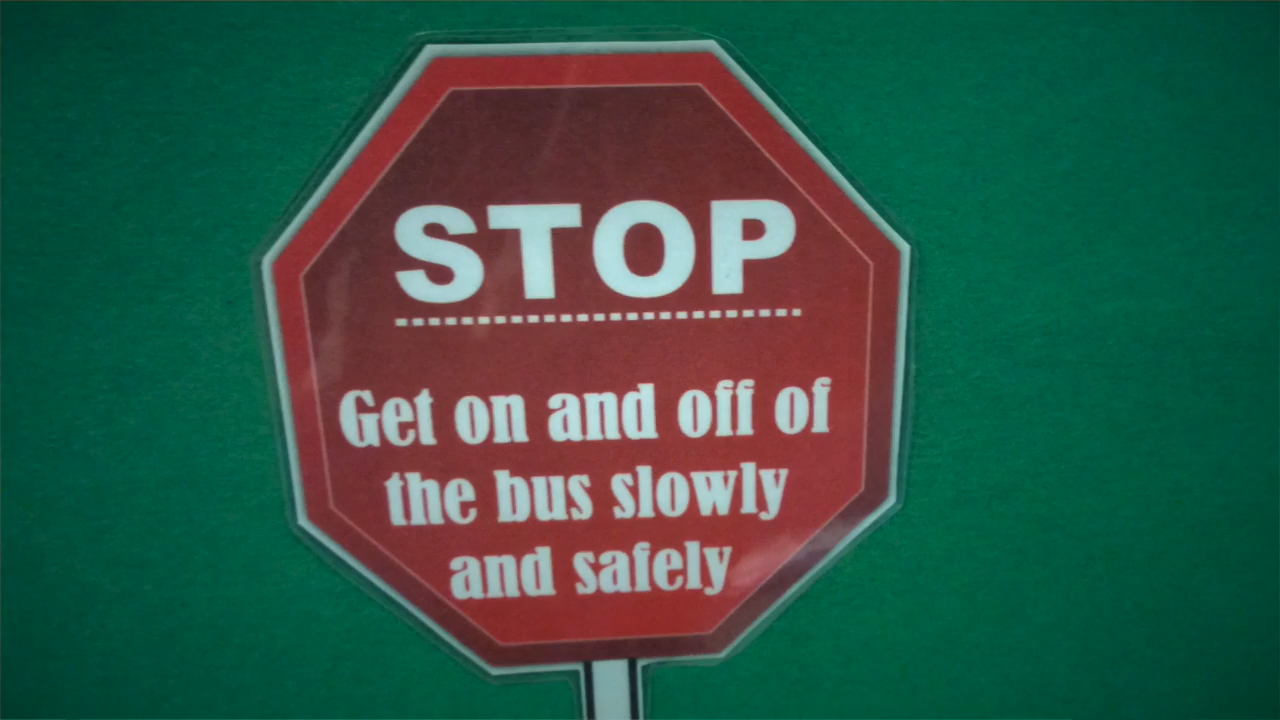 STOP
Get on and off of
the bus slowly
and safely